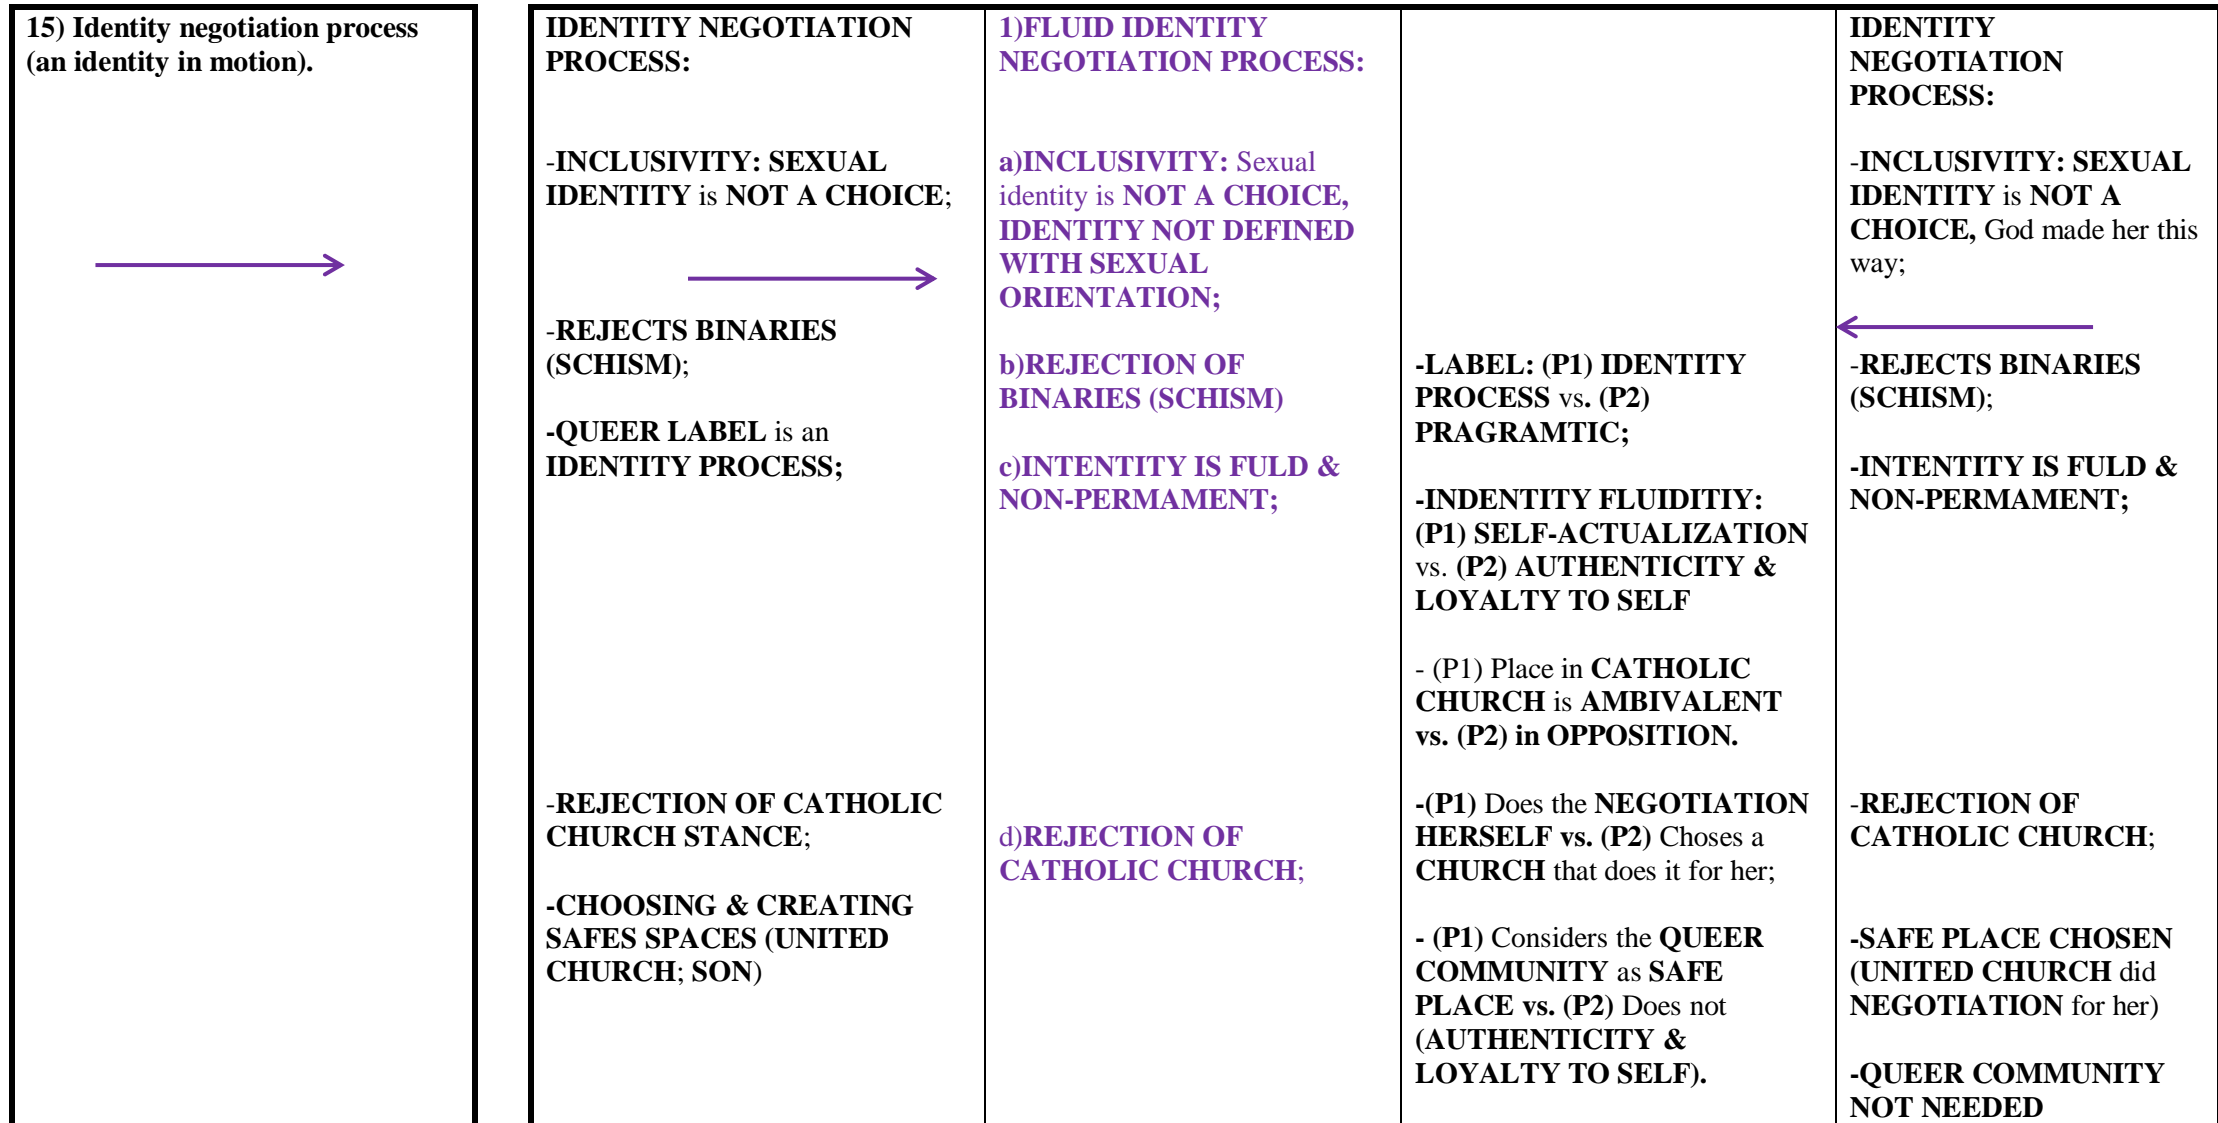 15) Identity negotiation process
(an identity in motion).
IDENTITY NEGOTIATION
PROCESS:
-INCLUSIVITY: SEXUAL
IDENTITY is NOT A CHOICE;
-REJECTS BINARIES
(SCHISM);
-QUEER LABEL is an
IDENTITY PROCESS;
-REJECTION OF CATHOLIC
CHURCH STANCE;
-CHOOSING & CREATING
SAFES SPACES (UNITED
CHURCH; SON)
1)FLUID IDENTITY
NEGOTIATION PROCESS:
a)INCLUSIVITY: Sexual
identity is NOT A CHOICE,
IDENTITY NOT DEFINED
WITH SEXUAL
ORIENTATION;
b)REJECTION OF
BINARIES (SCHISM)
c)INTENTITY IS FULD &
NON-PERMAMENT;
d)REJECTION OF
CATHOLIC CHURCH;
-LABEL: (P1) IDENTITY
PROCESS vs. (P2)
PRAGRAMTIC;
-INDENTITY FLUIDITIY:
(P1) SELF-ACTUALIZATION
vs. (P2) AUTHENTICITY &
LOYALTY TO SELF
- (P1) Place in CATHOLIC
CHURCH is AMBIVALENT
vs. (P2) in OPPOSITION.
-(P1) Does the NEGOTIATION
HERSELF vs. (P2) Choses a
CHURCH that does it for her;
- (P1) Considers the QUEER
COMMUNITY as SAFE
PLACE vs. (P2) Does not
(AUTHENTICITY &
LOYALTY TO SELF).
IDENTITY
NEGOTIATION
PROCESS:
-INCLUSIVITY: SEXUAL
IDENTITY is NOT A
CHOICE, God made her this
way;
-REJECTS BINARIES
(SCHISM);
-INTENTITY IS FULD &
NON-PERMAMENT;
-REJECTION OF
CATHOLIC CHURCH;
-SAFE PLACE CHOSEN
(UNITED CHURCH did
NEGOTIATION for her)
-QUEER COMMUNITY
NOT NEEDED